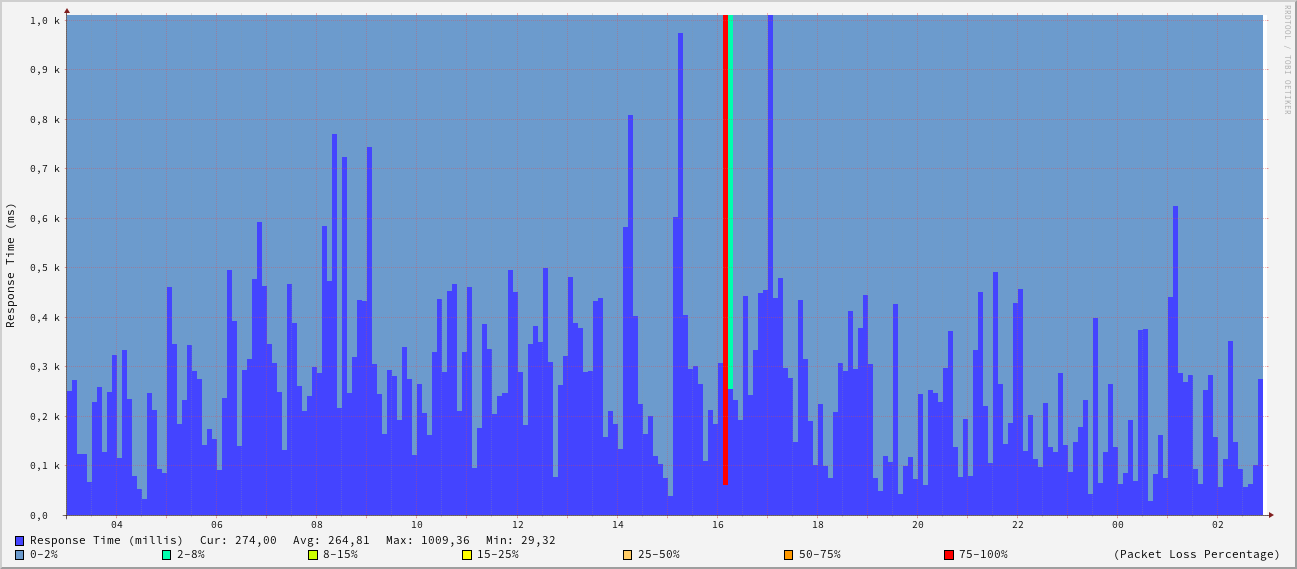 RRDTOOL / TOBI OETIKER
Response Time (ms)
1,0 k
0,9 k
0,8 k
0,7 k
0,6 k
0,5 k
0,4 k
0,3 k
0,2 k
0,1 k
0,0
04 06 08 10 12 14 16 18 20 22 00 02
Response Time (millis) Cur: 274,00 Avg: 264,81 Max: 1009,36 Min: 29,32
0-2% 2-8% 8-15% 15-25% 25-50% 50-75% 75-100% (Packet Loss Percentage)